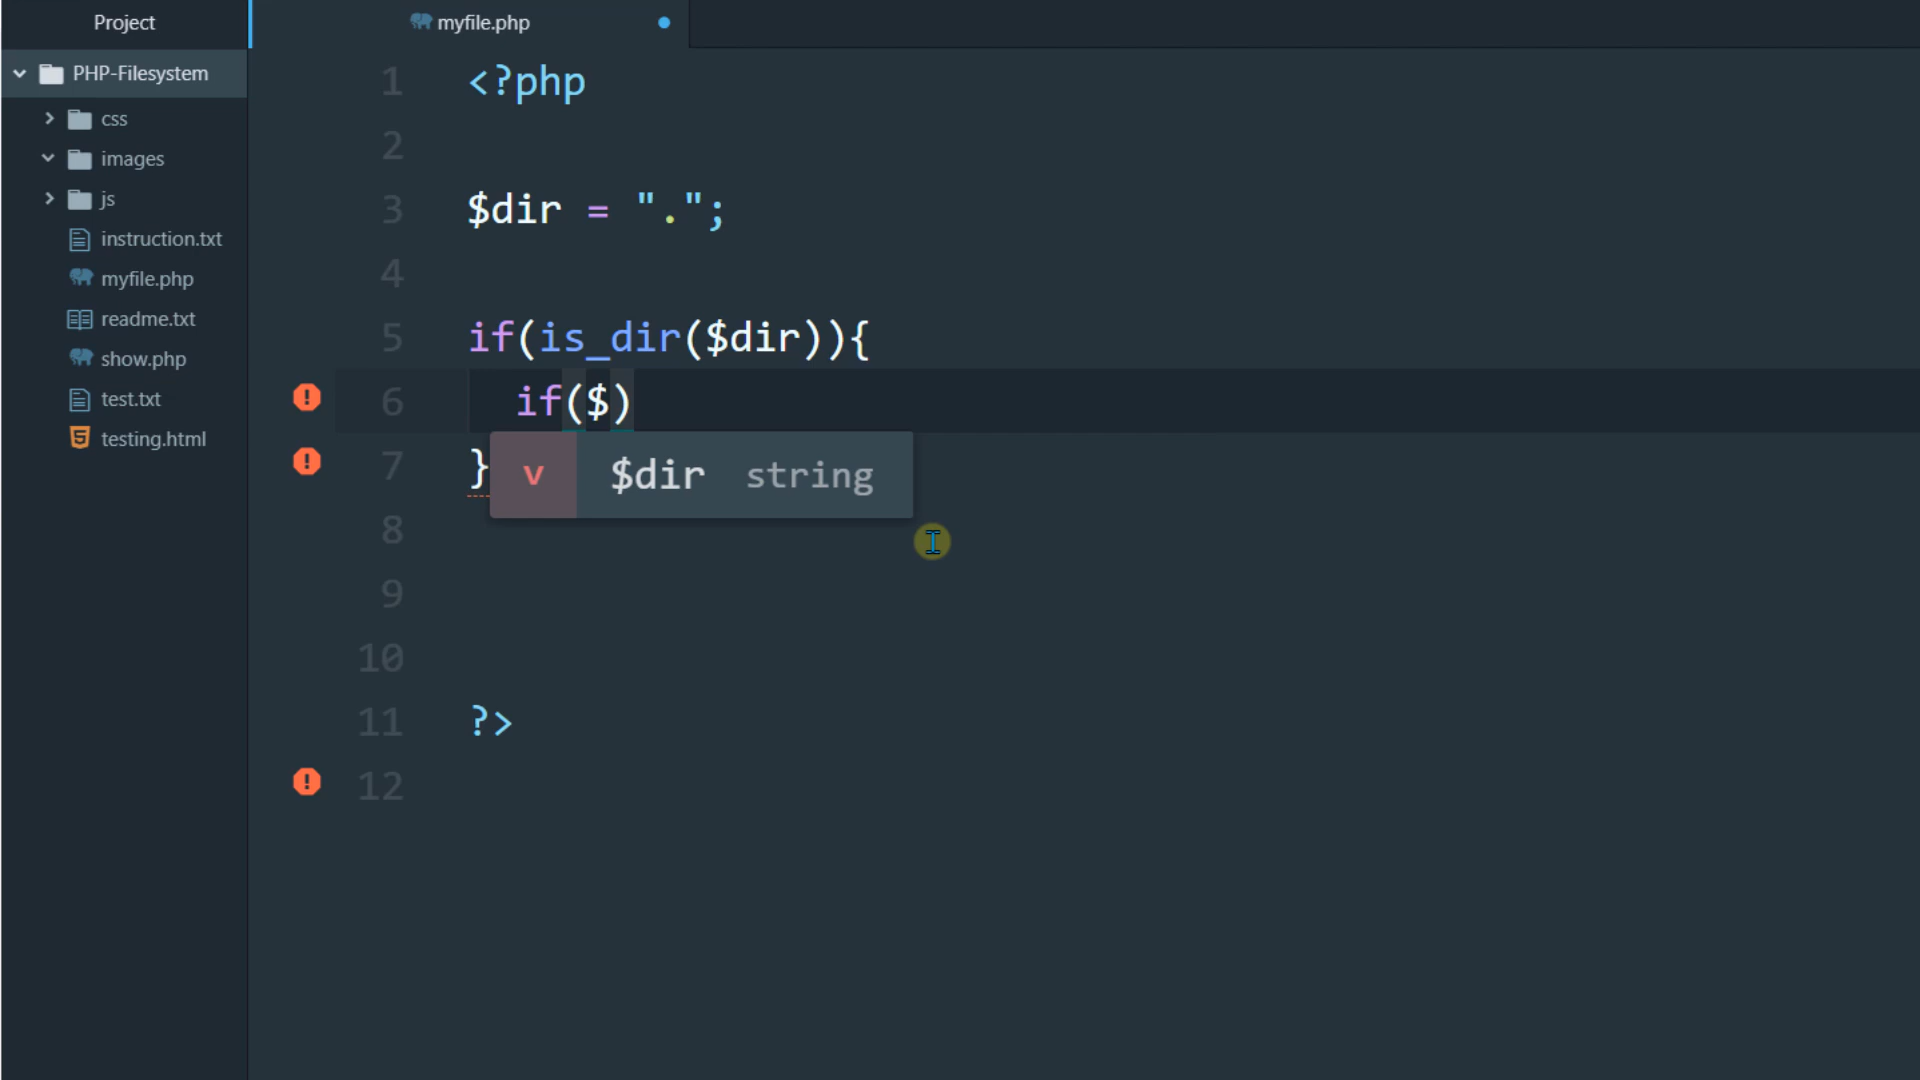 Project
myfile.php
PHP-Filesystem
css
images
js
instruction.txt
myfile.php
readme.txt
show.php
test.txt
testing.html
1 <?php
2
3 $dir = ".";
4
5 if(is_dir($dir)){
6 if($)
7 }
v $dir string
8
9
10
11 ?>
12